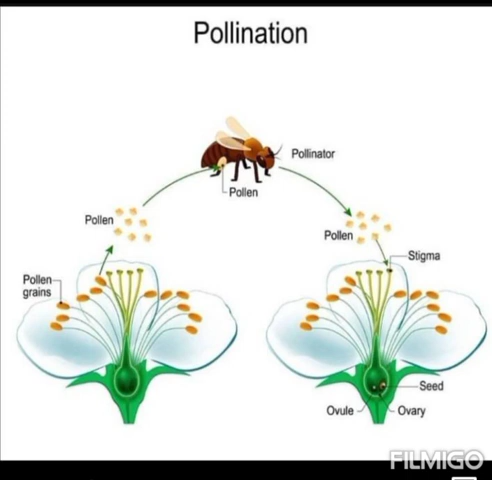 Pollination
Pollinator
Pollen
Pollen
Pollen
Stigma
Pollen
grains
Seed
Ovule
Ovary
FILMIGO